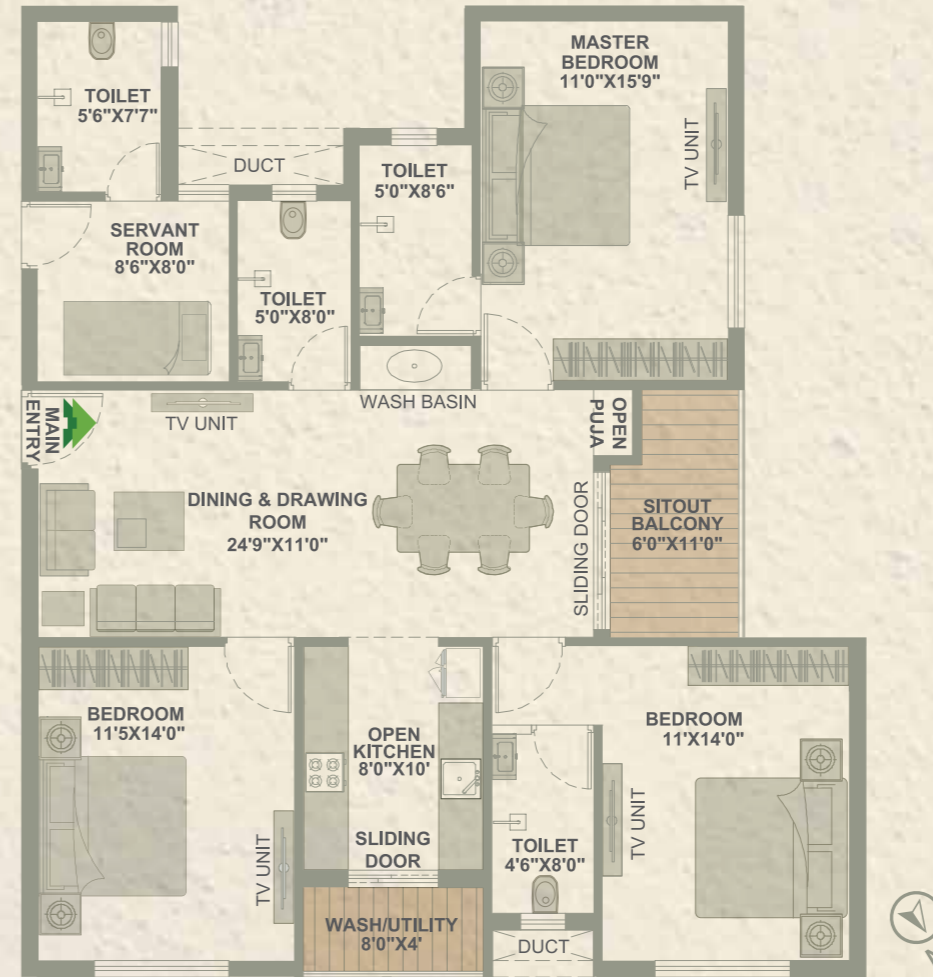 MASTER
BEDROOM
11'0"X15'9"
TOILET
5'6"X7'7"
TV UNIT
DUCT
TOILET
5'0"X8'6"
SERVANT
ROOM
8'6"X8'0"
TOILET
5'0"X8'0"
MAIN
ENTRY
TV UNIT
WASH BASIN
OPEN
PUJA
DINING & DRAWING
ROOM
24'9"X11'0"
SLIDING DOOR
SITOUT
BALCONY
6'0"X11'0"
BEDROOM
11'5X14'0"
OPEN
KITCHEN
8'0"X10'
BEDROOM
11'X14'0"
TV UNIT
SLIDING
DOOR
TOILET
4'6"X8'0"
TV UNIT
WASH/UTILITY
8'0"X4'
DUCT